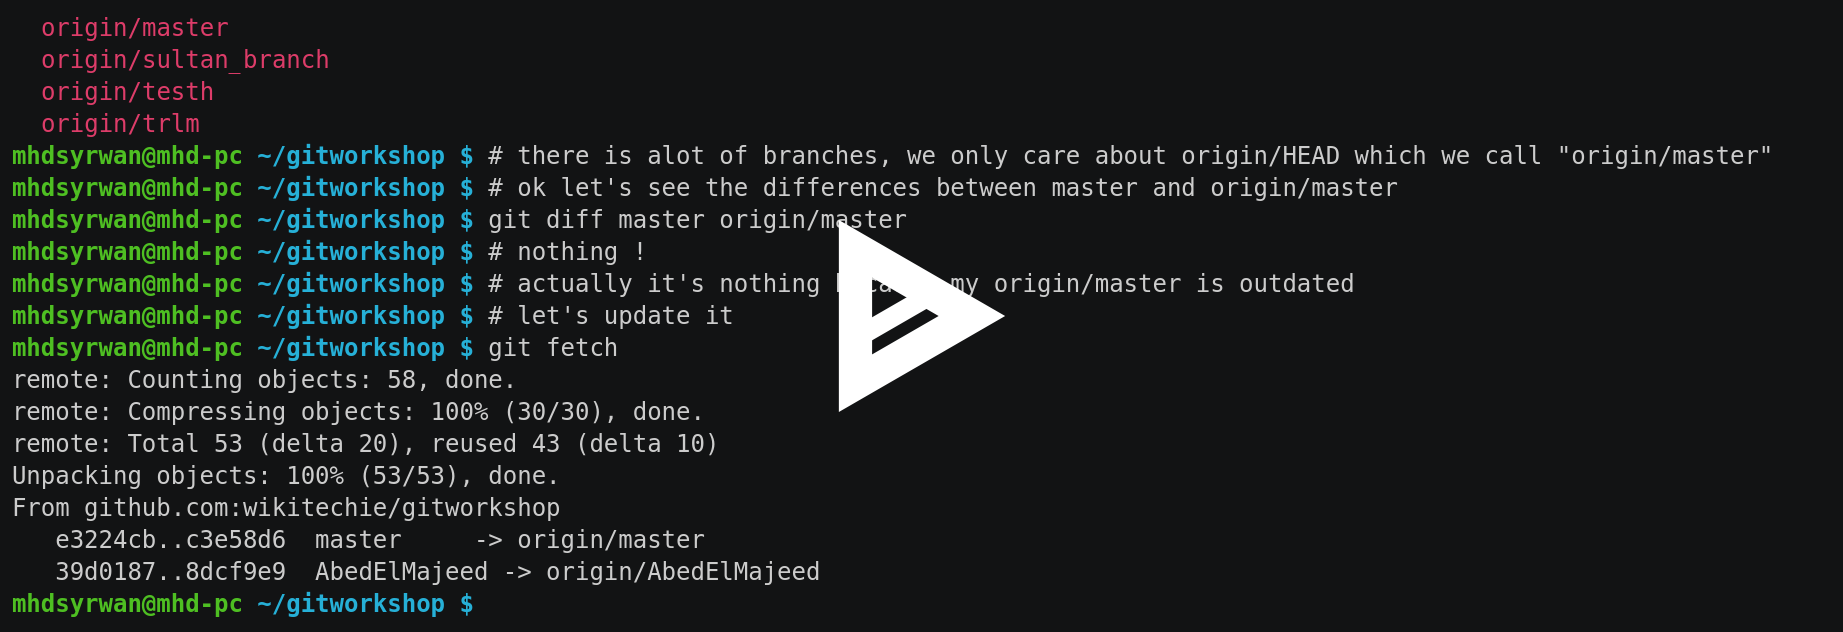 origin/master
origin/sultan_branch
origin/testh
origin/trlm
mhdsyrwan@mhd-pc ~/gitworkshop $ # there is alot of branches, we only care about origin/HEAD which we call "origin/master"
mhdsyrwan@mhd-pc ~/gitworkshop $ # ok let's see the differences between master and origin/master
mhdsyrwan@mhd-pc ~/gitworkshop $ git diff master origin/master
mhdsyrwan@mhd-pc ~/gitworkshop $ # nothing !
mhdsyrwan@mhd-pc ~/gitworkshop $ # actually it's nothing my origin/master is outdated
mhdsyrwan@mhd-pc ~/gitworkshop $ # let's update it
mhdsyrwan@mhd-pc ~/gitworkshop $ git fetch
remote: Counting objects: 58, done.
remote: Compressing objects: 100% (30/30), done.
remote: Total 53 (delta 20), reused 43 (delta 10)
Unpacking objects: 100% (53/53), done.
From github.com:wikitechie/gitworkshop
e3224cb..c3e58d6  master     -> origin/master
39d0187..8dcf9e9  AbedElMajeed -> origin/AbedElMajeed
mhdsyrwan@mhd-pc ~/gitworkshop $